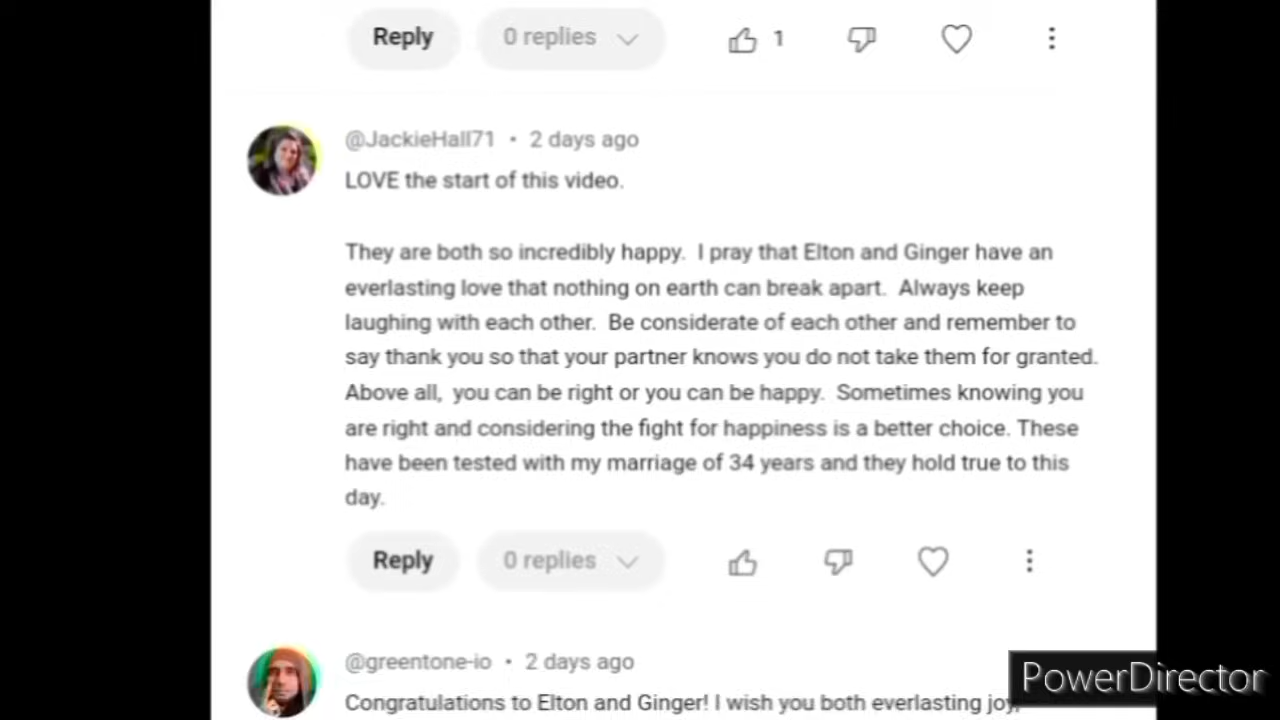 Reply 0 replies 1
@JackieHall71 • 2 days ago
LOVE the start of this video.
They are both so incredibly happy. I pray that Elton and Ginger have an
everlasting love that nothing on earth can break apart. Always keep
laughing with each other. Be considerate of each other and remember to
say thank you so that your partner knows you do not take them for granted.
Above all, you can be right or you can be happy. Sometimes knowing you
are right and considering the fight for happiness is a better choice. These
have been tested with my marriage of 34 years and they hold true to this
day.
Reply 0 replies
@greentone-io • 2 days ago
Congratulations to Elton and Ginger! I wish you both everlasting joy,
PowerDirector